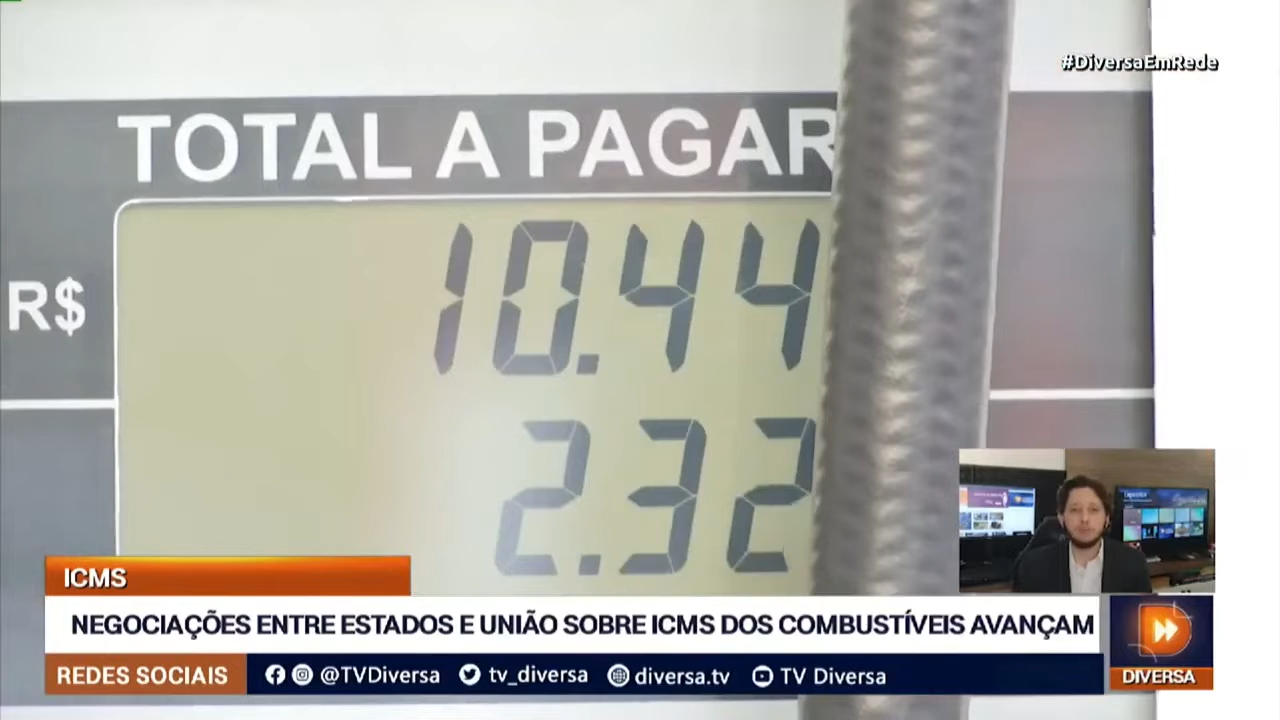 #DiversaEmRede
TOTAL A PAGAR
R$
10.44
2.32
ICMS
NEGOCIAÇÕES ENTRE ESTADOS E UNIÃO SOBRE ICMS DOS COMBUSTÍVEIS AVANÇAM
REDES SOCIAIS
@TVDiversa
tv_diversa
diversa.tv
TV Diversa
DIVERSA